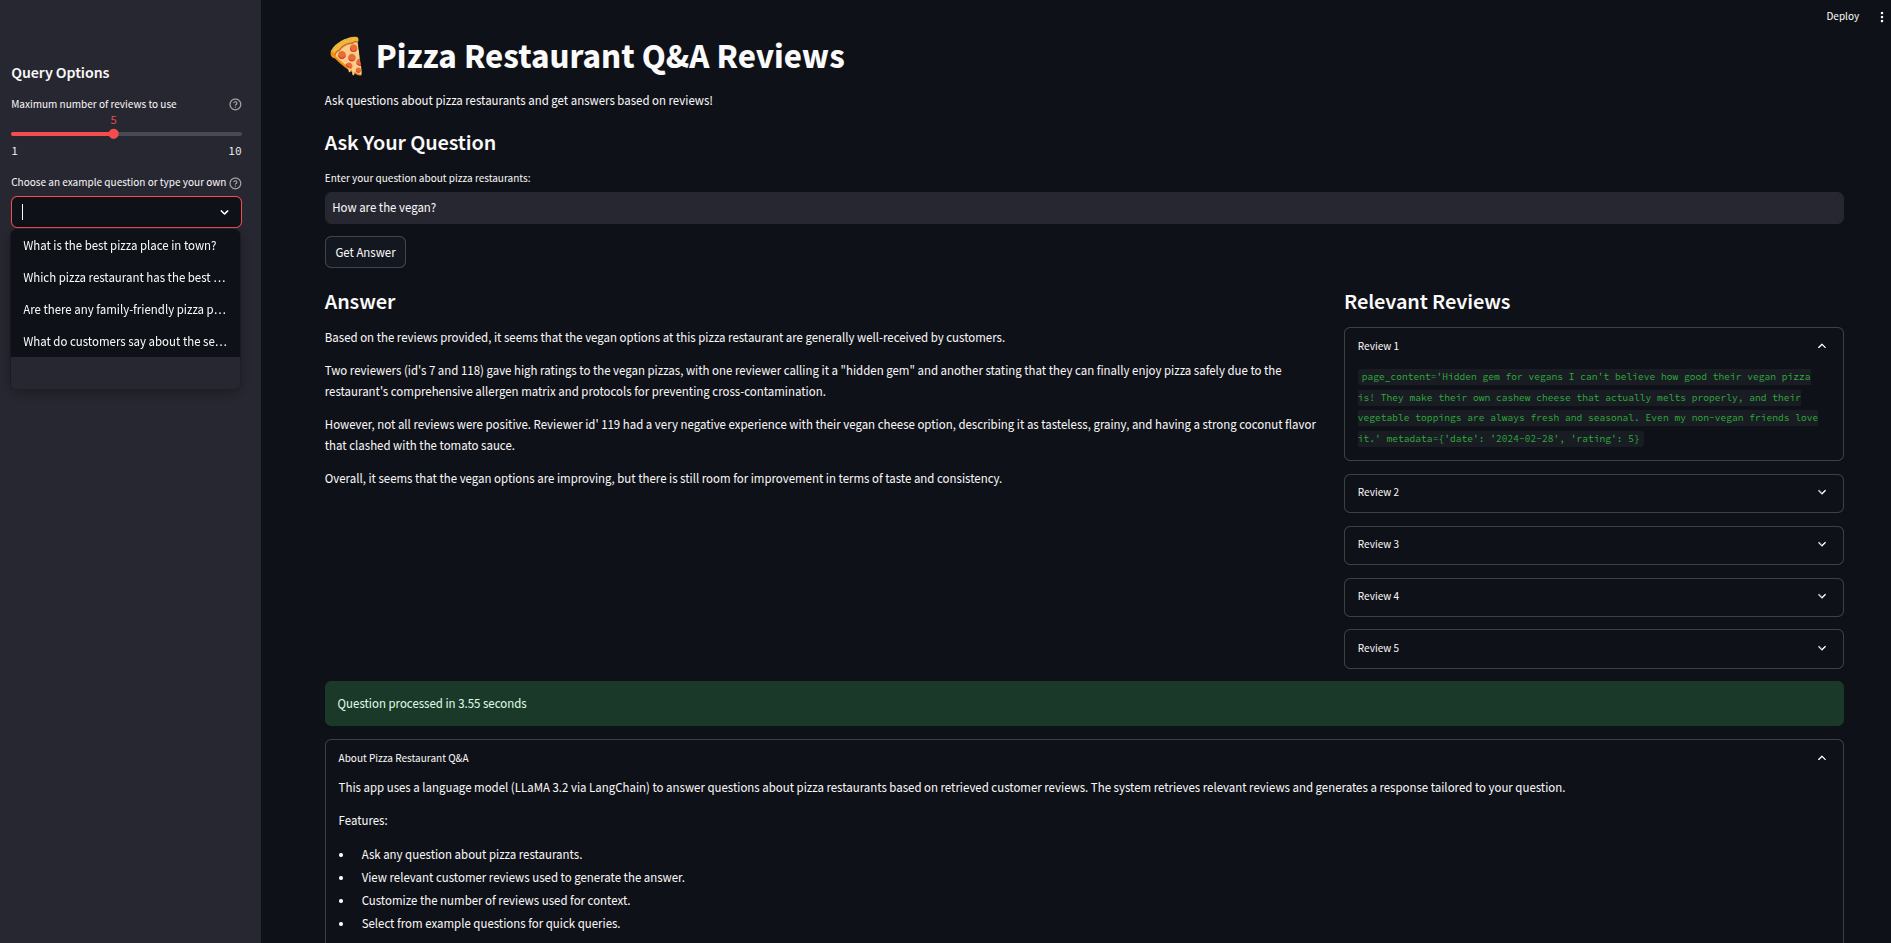 Deploy
Query Options
Maximum number of reviews to use
5
1
10
Choose an example question or type your own
What is the best pizza place in town?
Which pizza restaurant has the best ...
Are there any family-friendly pizza p...
What do customers say about the se...
🍕 Pizza Restaurant Q&A Reviews
Ask questions about pizza restaurants and get answers based on reviews!
Ask Your Question
Enter your question about pizza restaurants:
How are the vegan?
Get Answer
Answer
Based on the reviews provided, it seems that the vegan options at this pizza restaurant are generally well-received by customers.
Two reviewers (id's 7 and 118) gave high ratings to the vegan pizzas, with one reviewer calling it a "hidden gem" and another stating that they can finally enjoy pizza safely due to the
restaurant's comprehensive allergen matrix and protocols for preventing cross-contamination.
However, not all reviews were positive. Reviewer id' 119 had a very negative experience with their vegan cheese option, describing it as tasteless, grainy, and having a strong coconut flavor
that clashed with the tomato sauce.
Overall, it seems that the vegan options are improving, but there is still room for improvement in terms of taste and consistency.
Relevant Reviews
Review 1
page_content='Hidden gem for vegans I can't believe how good their vegan pizza
is! They make their own cashew cheese that actually melts properly, and their
vegetable toppings are always fresh and seasonal. Even my non-vegan friends love
it.' metadata={'date': '2024-02-28', 'rating': 5}
Review 2
Review 3
Review 4
Review 5
Question processed in 3.55 seconds
About Pizza Restaurant Q&A
This app uses a language model (LLaMA 3.2 via LangChain) to answer questions about pizza restaurants based on retrieved customer reviews. The system retrieves relevant reviews and generates a response tailored to your question.
Features:
• Ask any question about pizza restaurants.
• View relevant customer reviews used to generate the answer.
• Customize the number of reviews used for context.
• Select from example questions for quick queries.